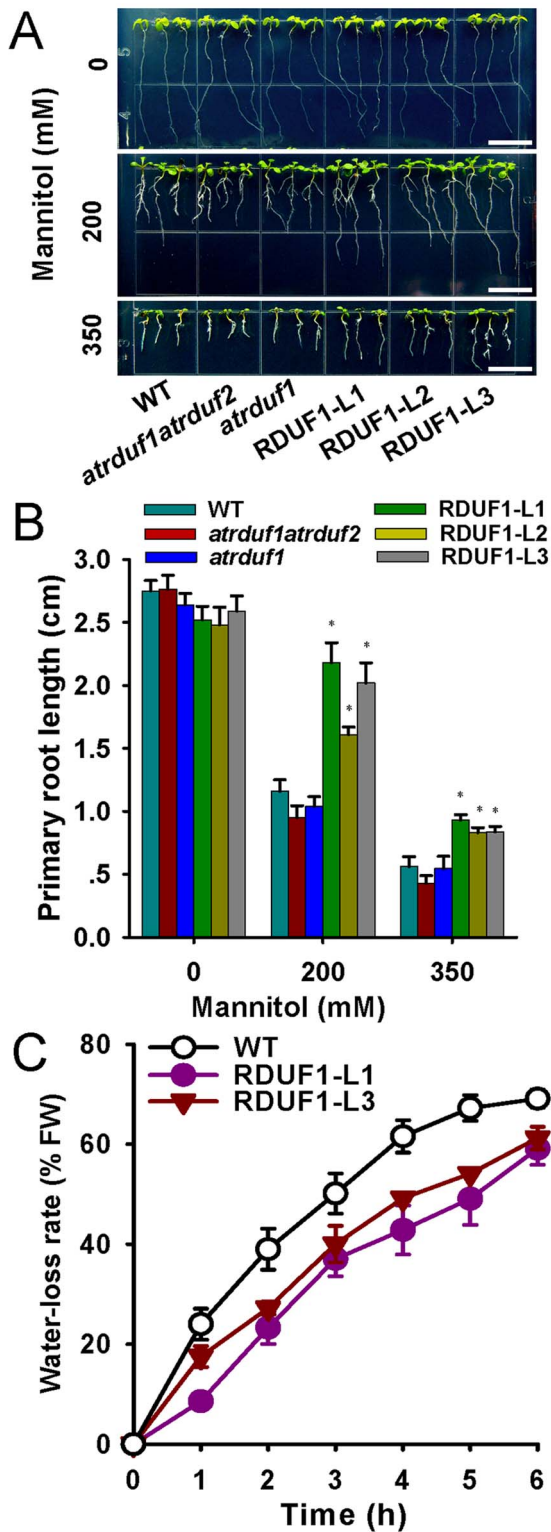 A
Mannitol (mM)
0
200
350
WT
atrduf1atrduf2
atrduf1
RDUF1-L1
RDUF1-L2
RDUF1-L3
B
WT
RDUF1-L1
atrduf1atrduf2
RDUF1-L2
atrduf1
RDUF1-L3
Primary root length (cm)
3.0
2.5
2.0
1.5
1.0
.5
0.0
* * *
* * *
0 200 350
Mannitol (mM)
C
WT
RDUF1-L1
RDUF1-L3
Water-loss rate (% FW)
80
60
40
20
0
0 1 2 3 4 5 6
Time (h)